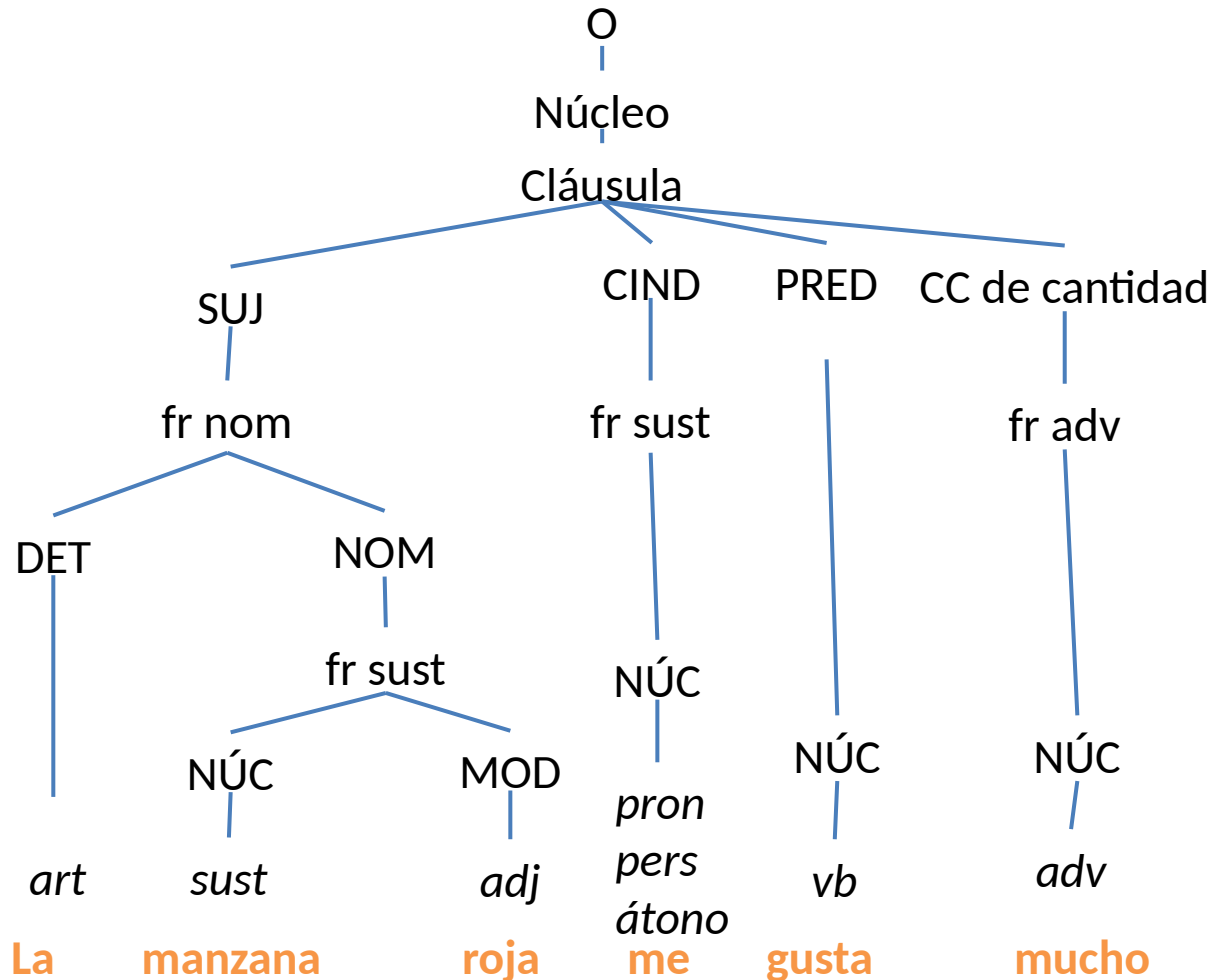 O
Núcleo
Cláusula
SUJ CIND PRED CC de cantidad
fr nom fr sust fr adv
DET NOM
fr sust NÚC
NÚC MOD NÚC NÚC
pron
pers
átono
art sust adj vb adv
La manzana roja me gusta mucho